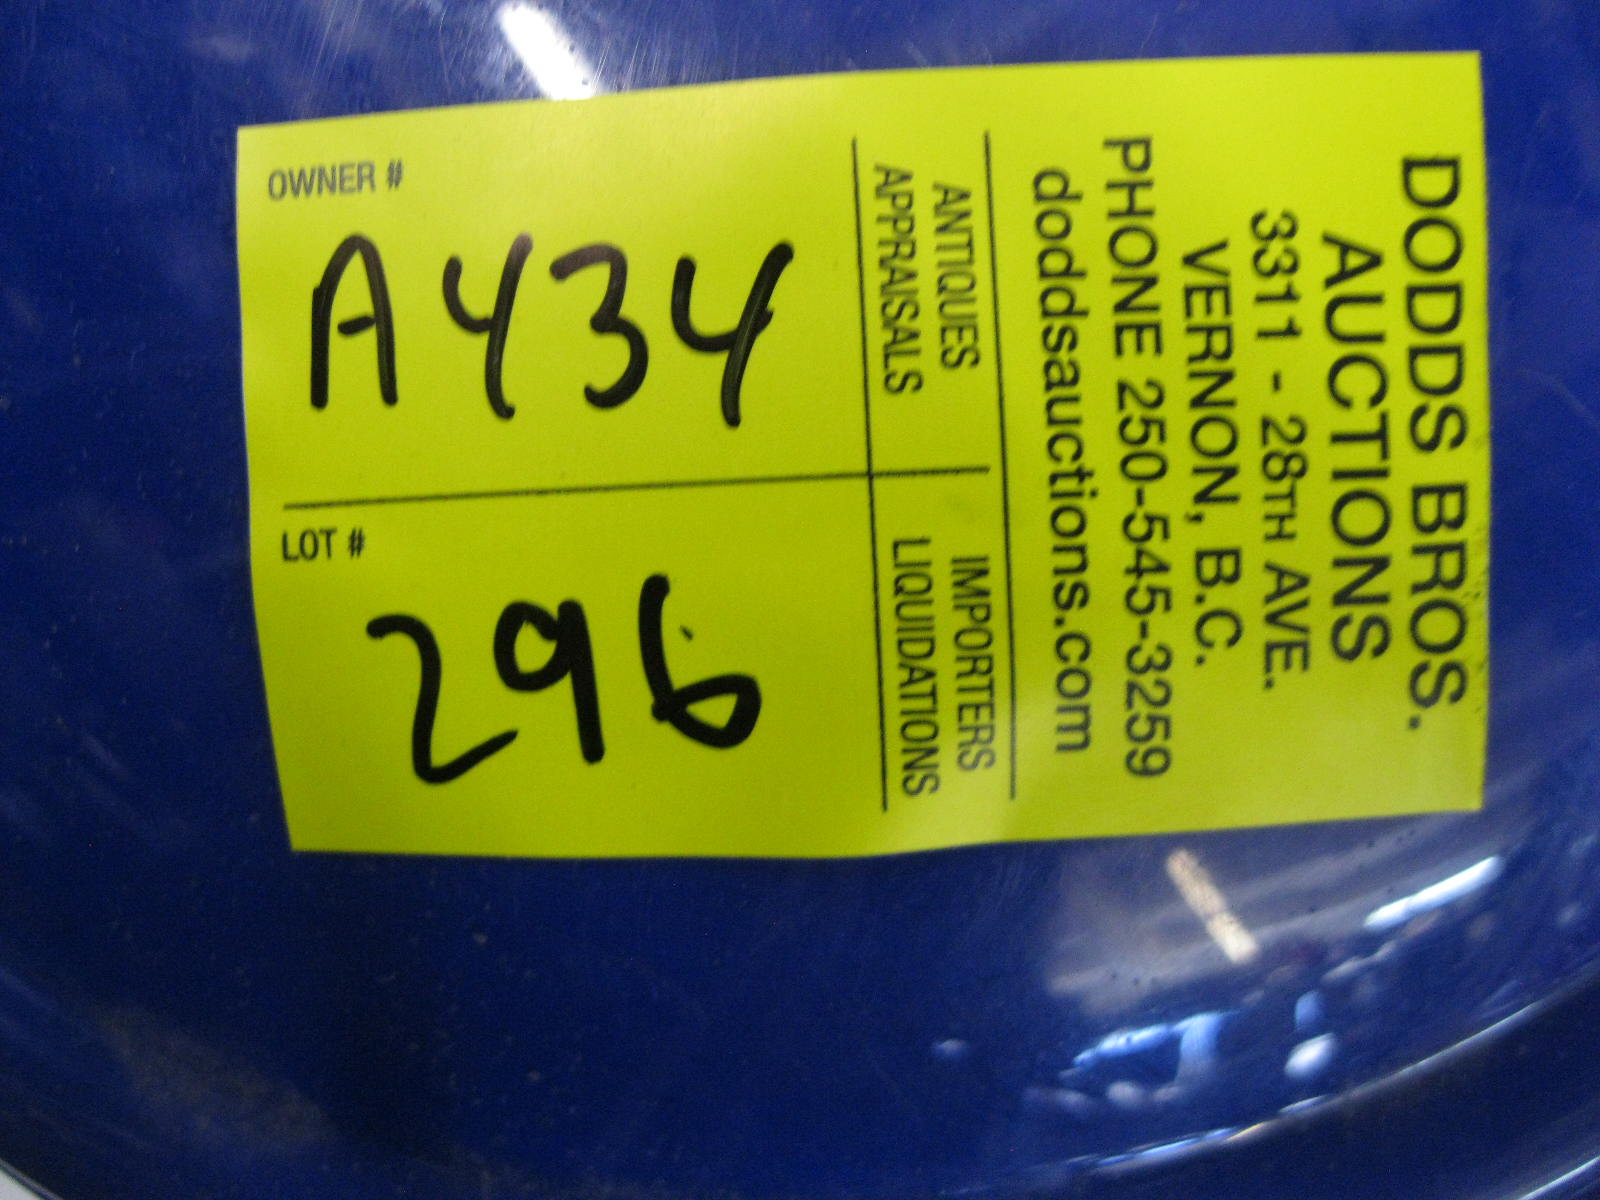 DODDS BROS.
AUCTIONS
3311 - 28TH AVE.
VERNON, B.C.
PHONE 250-545-3259
doddsauctions.com
ANTIQUES
APPRAISALS
IMPORTERS
LIQUIDATIONS
OWNER #
A434
LOT #
296